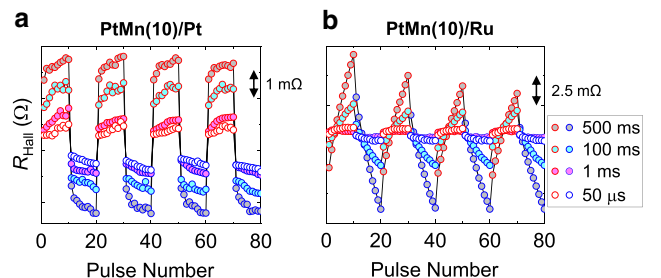 a
PtMn(10)/Pt
R_Hall (Ω)
1 mΩ
0 20 40 60 80
Pulse Number
b
PtMn(10)/Ru
2.5 mΩ
0 20 40 60 80
Pulse Number
500 ms
100 ms
1 ms
50 μs